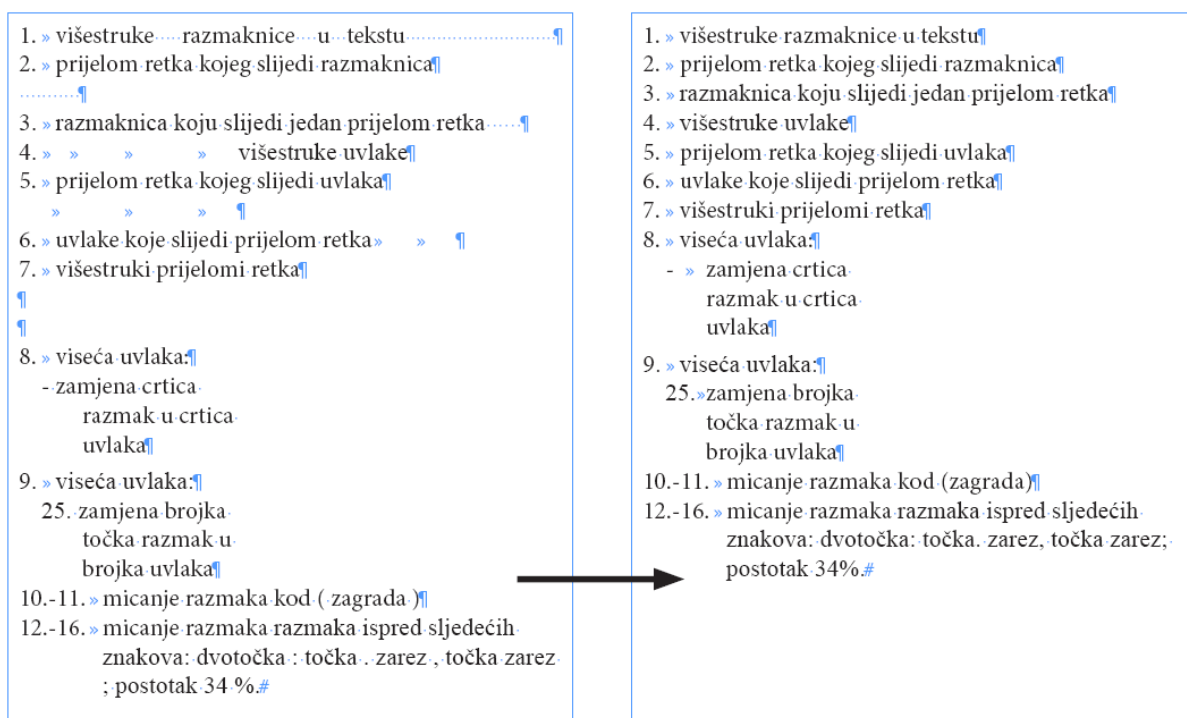 1. » višestruke·····razmaknice····u···tekstu··························¶
2. » prijelom·retka·kojeg·slijedi·razmaknica¶
··········¶
3. » razmaknica·koju·slijedi·jedan·prijelom·retka······¶
4. » » » » višestruke·uvlake¶
5. » prijelom·retka·kojeg·slijedi·uvlaka¶
» » » ¶
6. » uvlake·koje·slijedi·prijelom·retka» » ¶
7. » višestruki·prijelomi·retka¶
¶
¶
8. » viseća·uvlaka:¶
-·zamjena·crtica·
razmak·u·crtica·
uvlaka¶
9. » viseća·uvlaka:¶
25.·zamjena·brojka·
točka·razmak·u·
brojka·uvlaka¶
10.-11. » micanje·razmaka·kod·(·zagrada·)¶
12.-16. » micanje·razmaka·razmaka·ispred·sljedećih·
znakova:·dvotočka·:·točka·.·zarez·,·točka·zarez·
;·postotak·34·%.#
1. » višestruke·razmaknice·u·tekstu¶
2. » prijelom·retka·kojeg·slijedi·razmaknica¶
3. » razmaknica·koju·slijedi·jedan·prijelom·retka¶
4. » višestruke·uvlake¶
5. » prijelom·retka·kojeg·slijedi·uvlaka¶
6. » uvlake·koje·slijedi·prijelom·retka¶
7. » višestruki·prijelomi·retka¶
8. » viseća·uvlaka:¶
- » zamjena·crtica·
razmak·u·crtica·
uvlaka¶
9. » viseća·uvlaka:¶
25.»zamjena·brojka·
točka·razmak·u·
brojka·uvlaka¶
10.-11. » micanje·razmaka·kod·(zagrada)¶
12.-16. » micanje·razmaka·razmaka·ispred·sljedećih·
znakova:·dvotočka:·točka.·zarez,·točka·zarez;·
postotak·34%.#